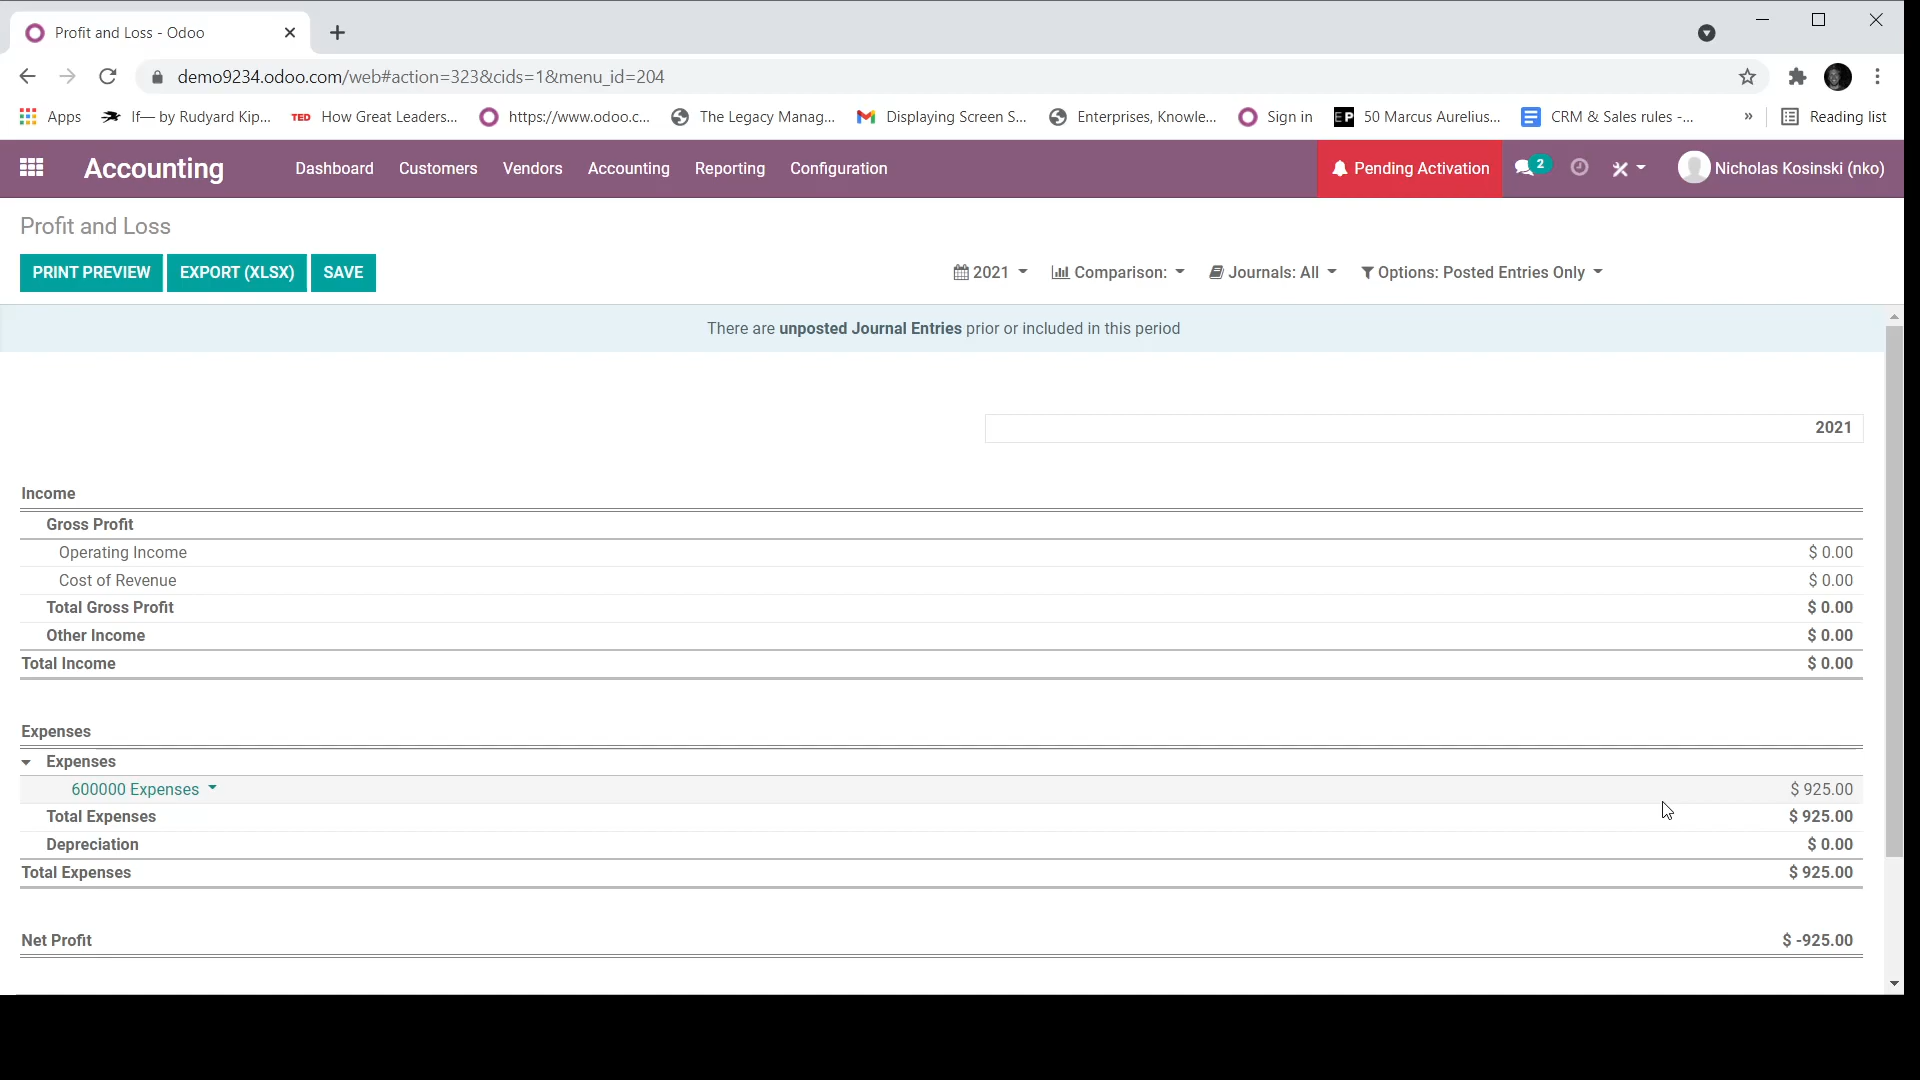 Profit and Loss - Odoo
demo9234.odoo.com/web#action=323&cids=1&menu_id=204
Apps If— by Rudyard Kip... TED How Great Leaders... https://www.odoo.c... The Legacy Manag... Displaying Screen S... Enterprises, Knowle... Sign in EP 50 Marcus Aurelius... CRM & Sales rules -... » Reading list
Accounting Dashboard Customers Vendors Accounting Reporting Configuration Pending Activation 2 Nicholas Kosinski (nko)
Profit and Loss
PRINT PREVIEW EXPORT (XLSX) SAVE 2021 Comparison: Journals: All Options: Posted Entries Only
There are unposted Journal Entries prior or included in this period
2021
Income
Gross Profit
Operating Income $ 0.00
Cost of Revenue $ 0.00
Total Gross Profit $ 0.00
Other Income $ 0.00
Total Income $ 0.00
Expenses
Expenses
600000 Expenses $ 925.00
Total Expenses $ 925.00
Depreciation $ 0.00
Total Expenses $ 925.00
Net Profit $ -925.00